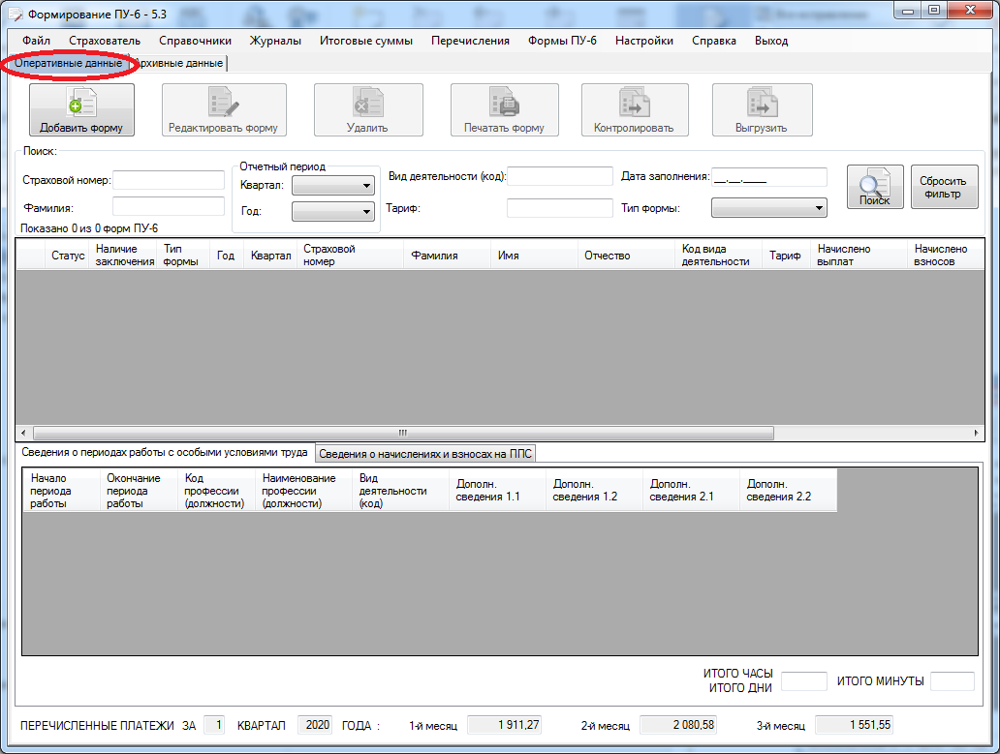 Формирование ПУ-6 - 5.3
Файл Страхователь Справочники Журналы Итоговые суммы Перечисления Формы ПУ-6 Настройки Справка Выход
Оперативные данные Архивные данные
Добавить форму Редактировать форму Удалить Печатать форму Контролировать Выгрузить
Поиск:
Отчетный период
Страховой номер: Квартал: Вид деятельности (код): Дата заполнения: __.__.____
Поиск
Сбросить
фильтр
Фамилия: Год: Тариф: Тип формы:
Показано 0 из 0 форм ПУ-6
Статус
Наличие
заключения
Тип
формы
Год
Квартал
Страховой
номер
Фамилия
Имя
Отчество
Код вида
деятельности
Тариф
Начислено
выплат
Начислено
взносов
Сведения о периодах работы с особыми условиями труда Сведения о начислениях и взносах на ППС
Начало
периода
работы
Окончание
периода
работы
Код
профессии
(должности)
Наименование
профессии
(должности)
Вид
деятельности
(код)
Дополн.
сведения 1.1
Дополн.
сведения 1.2
Дополн.
сведения 2.1
Дополн.
сведения 2.2
ИТОГО ЧАСЫ
ИТОГО ДНИ
ИТОГО МИНУТЫ
ПЕРЕЧИСЛЕННЫЕ ПЛАТЕЖИ ЗА 1 КВАРТАЛ 2020 ГОДА : 1-й месяц 1 911,27 2-й месяц 2 080,58 3-й месяц 1 551,55